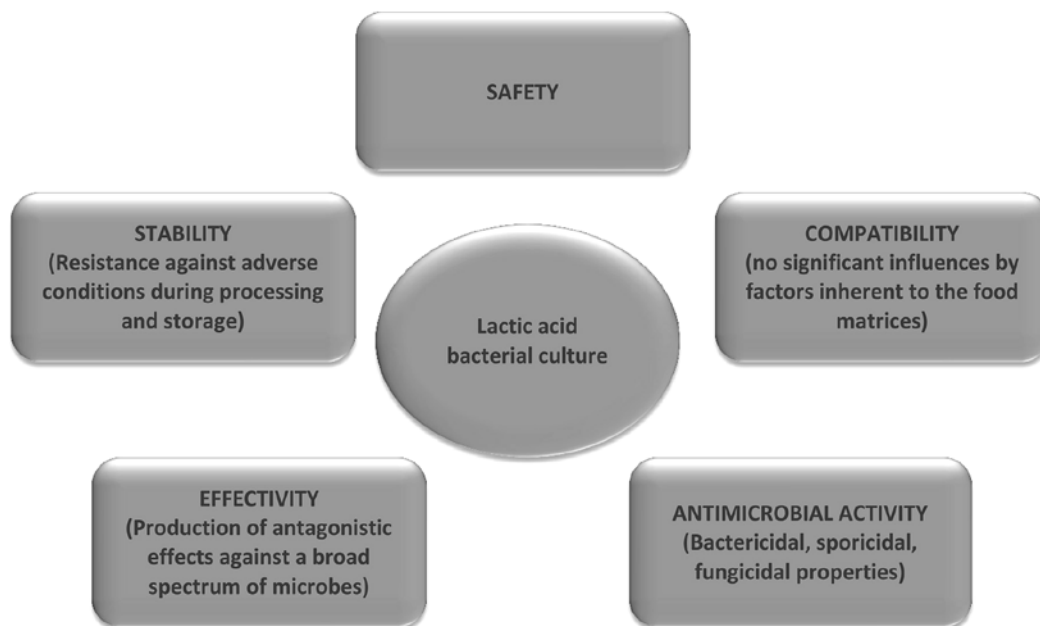 SAFETY
STABILITY
(Resistance against adverse
conditions during processing
and storage)
COMPATIBILITY
(no significant influences by
factors inherent to the food
matrices)
Lactic acid
bacterial culture
EFFECTIVITY
(Production of antagonistic
effects against a broad
spectrum of microbes)
ANTIMICROBIAL ACTIVITY
(Bactericidal, sporicidal,
fungicidal properties)